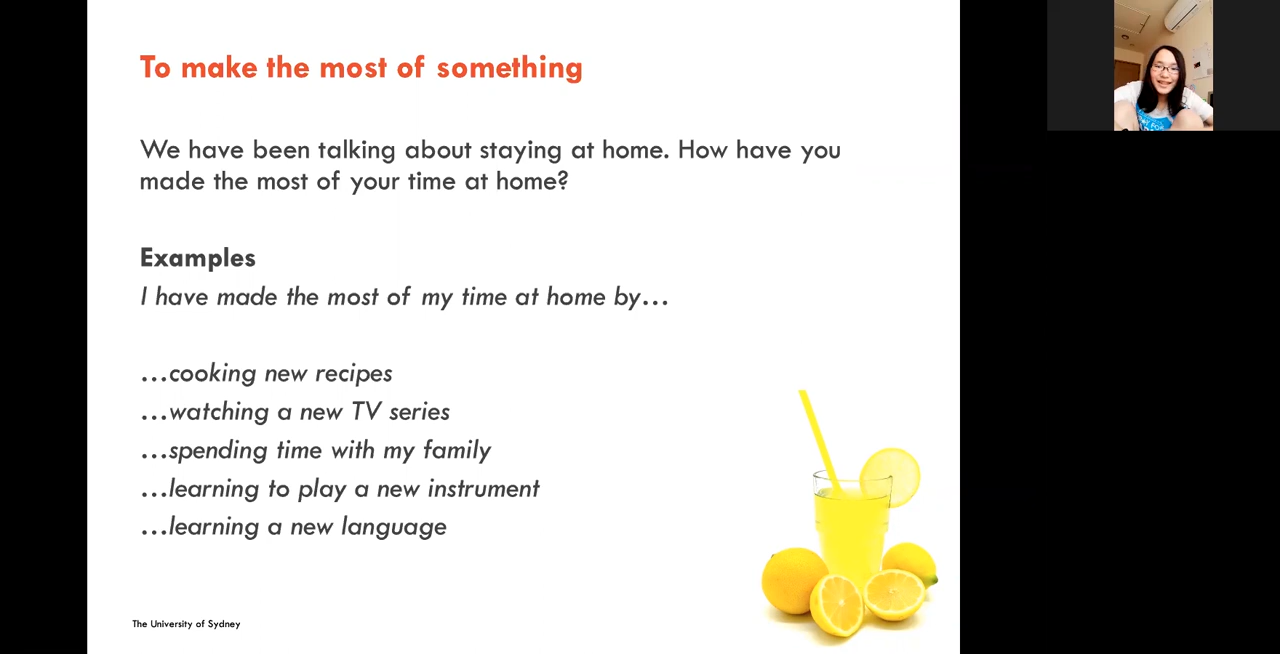 To make the most of something
We have been talking about staying at home. How have you
made the most of your time at home?
Examples
I have made the most of my time at home by…
…cooking new recipes
…watching a new TV series
…spending time with my family
…learning to play a new instrument
…learning a new language
The University of Sydney